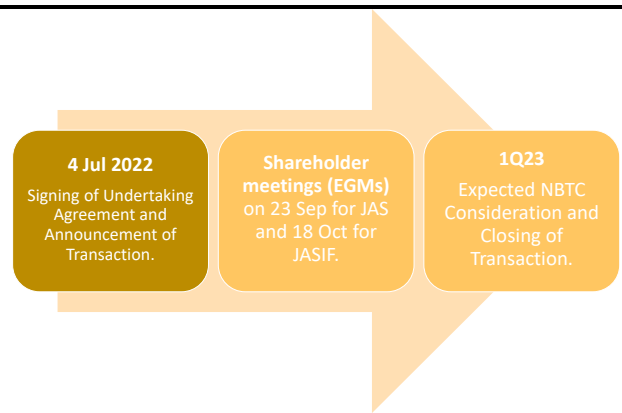 4 Jul 2022
Signing of Undertaking
Agreement and
Announcement of
Transaction.
Shareholder
meetings (EGMs)
on 23 Sep for JAS
and 18 Oct for
JASIF.
1Q23
Expected NBTC
Consideration and
Closing of
Transaction.